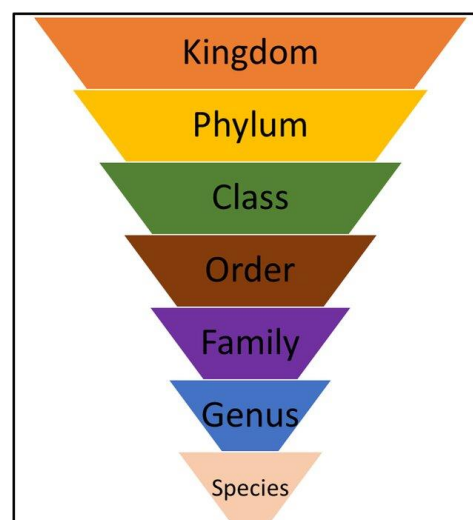 Kingdom
Phylum
Class
Order
Family
Genus
Species